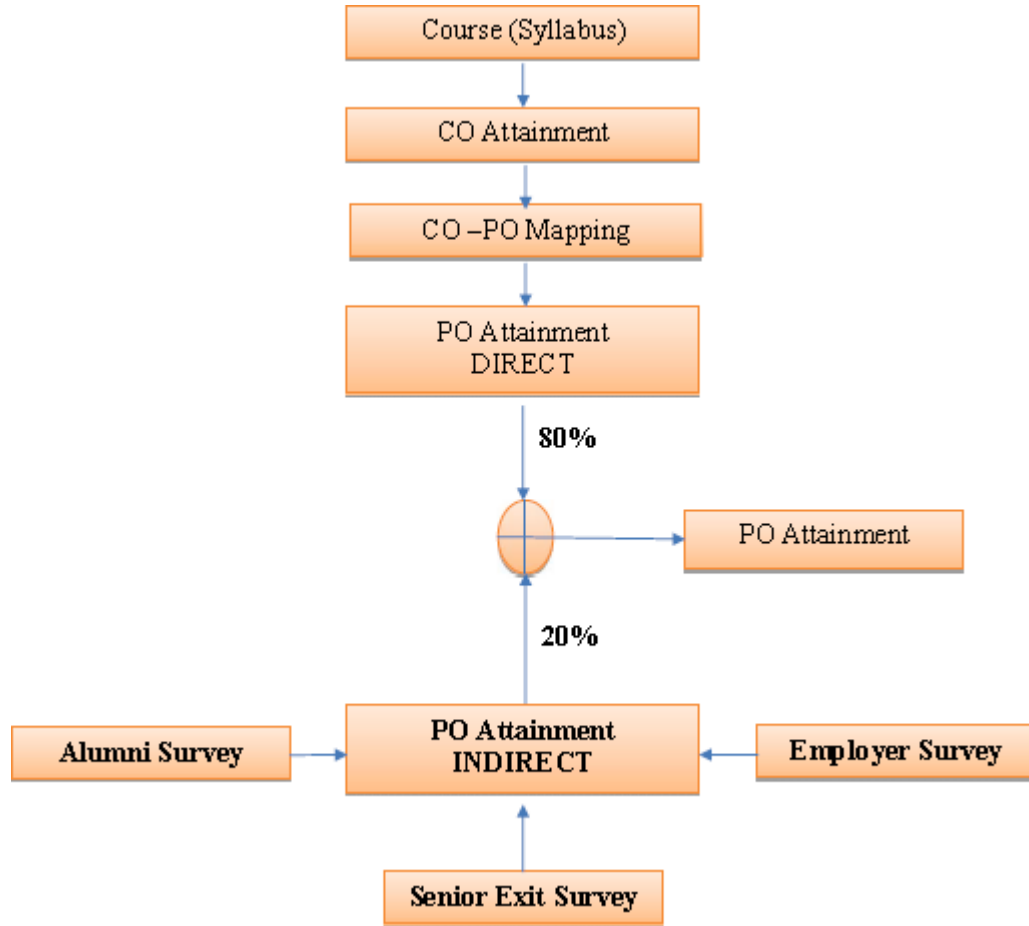 Course (Syllabus)
CO Attainment
CO –PO Mapping
PO Attainment
DIRECT
80%
PO Attainment
20%
Alumni Survey
PO Attainment
INDIRECT
Employer Survey
Senior Exit Survey